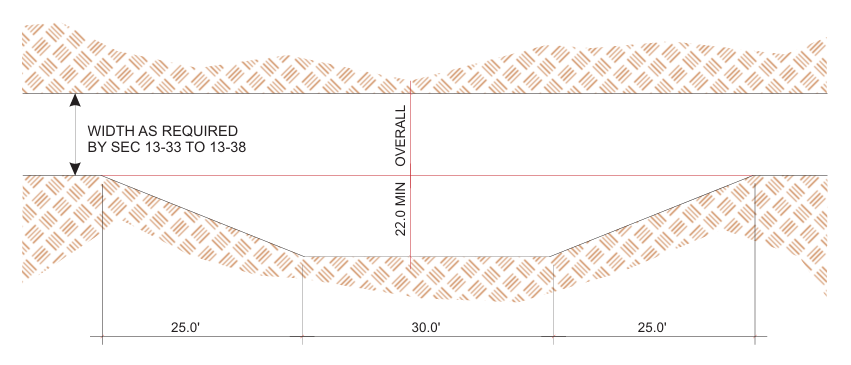 WIDTH AS REQUIRED
BY SEC 13-33 TO 13-38
22.0 MIN OVERALL
25.0'
30.0'
25.0'